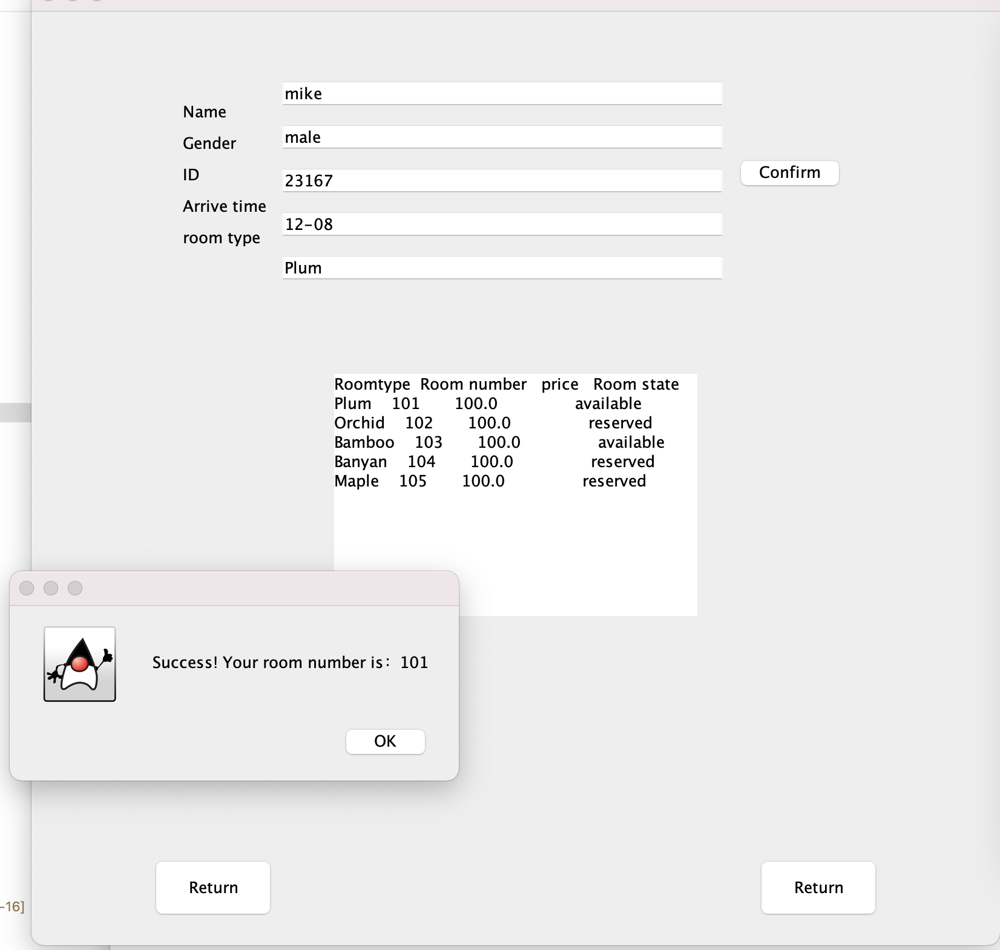 mike
Name
male
Gender
ID
23167
Confirm
Arrive time
12-08
room type
Plum
Roomtype Room number price Room state
Plum 101 100.0 available
Orchid 102 100.0 reserved
Bamboo 103 100.0 available
Banyan 104 100.0 reserved
Maple 105 100.0 reserved
Success! Your room number is：101
OK
Return
Return
-16]